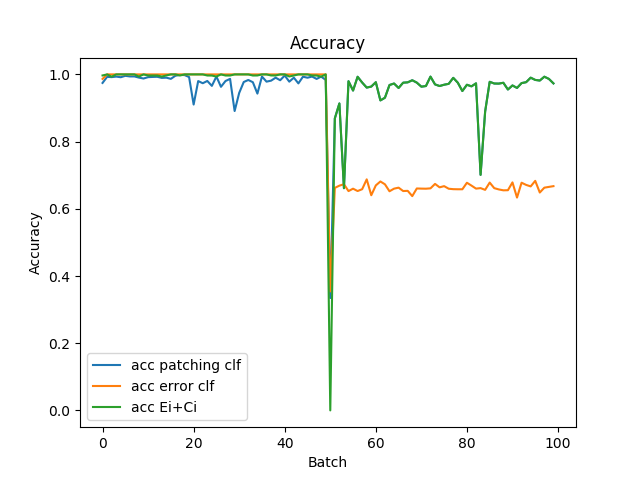 Accuracy
1.0
0.8
0.6
0.4
0.2
0.0
Accuracy
acc patching clf
acc error clf
acc Ei+Ci
0 20 40 60 80 100
Batch